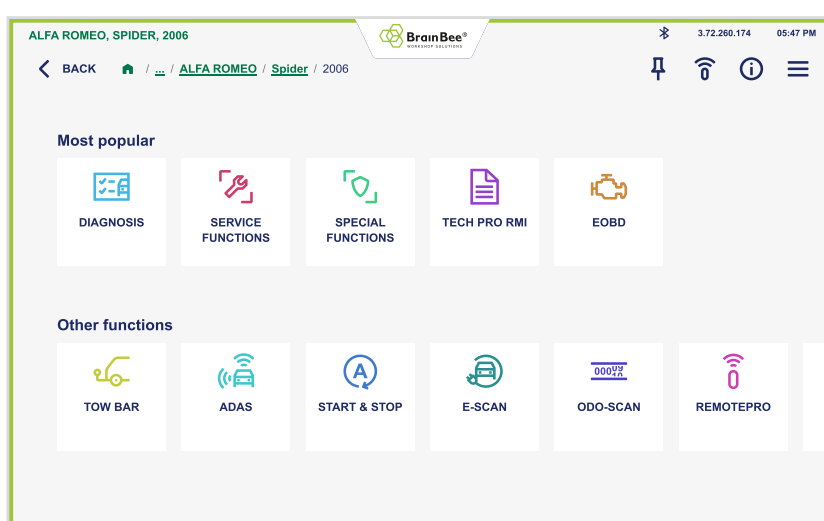 ALFA ROMEO, SPIDER, 2006
BrainBee®
WORKSHOP SOLUTIONS
3.72.260.174 05:47 PM
BACK / ... / ALFA ROMEO / Spider / 2006
Most popular
DIAGNOSIS
SERVICE
FUNCTIONS
SPECIAL
FUNCTIONS
TECH PRO RMI
EOBD
Other functions
TOW BAR
ADAS
A
START & STOP
E-SCAN
ODO-SCAN
REMOTEPRO